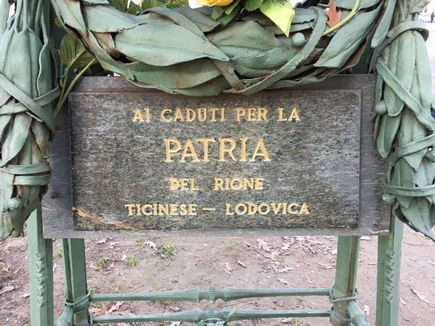 AI CADUTI PER LA
PATRIA
DEL RIONE
TICINESE – LODOVICA